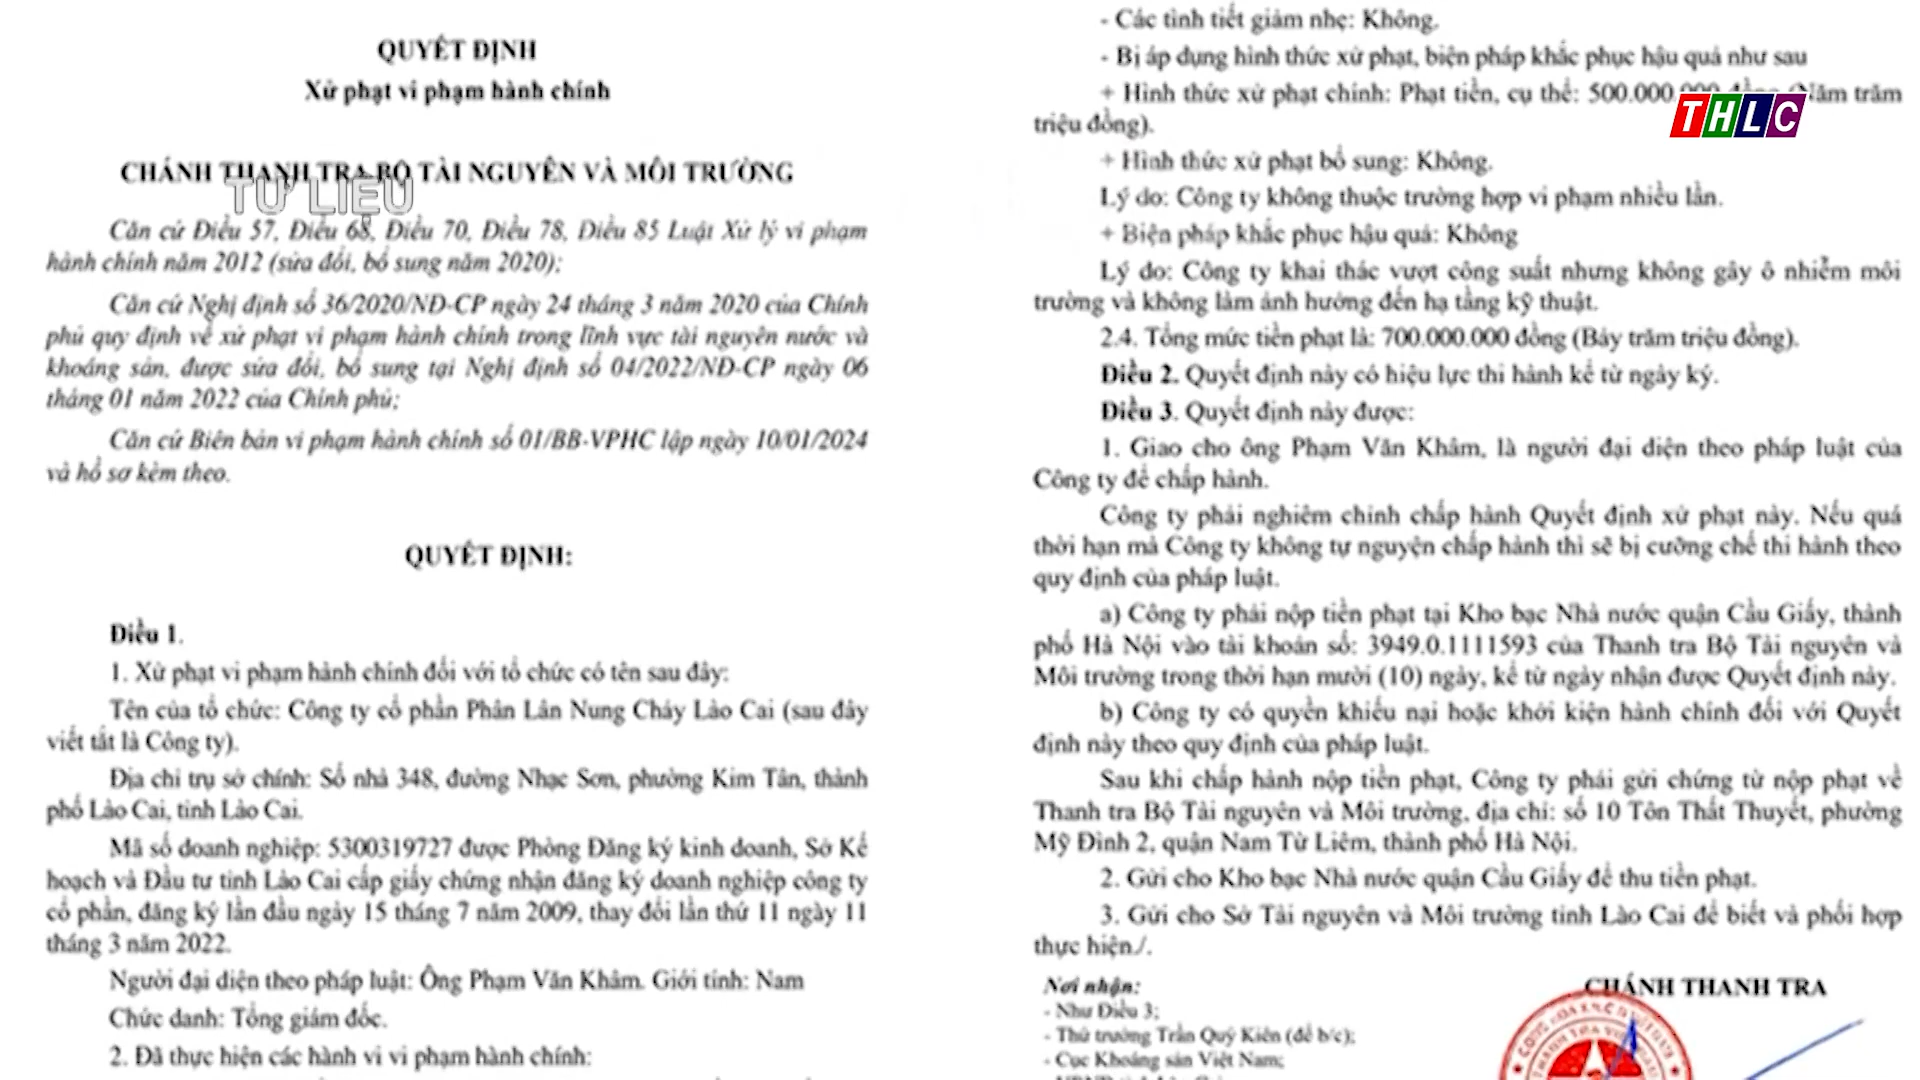 QUYẾT ĐỊNH
Xử phạt vi phạm hành chính
CHÁNH THANH TRA BỘ TÀI NGUYÊN VÀ MÔI TRƯỜNG
TƯ LIỆU
Căn cứ Điều 57, Điều 68, Điều 70, Điều 78, Điều 85 Luật Xử lý vi phạm
hành chính năm 2012 (sửa đổi, bổ sung năm 2020);
Căn cứ Nghị định số 36/2020/NĐ-CP ngày 24 tháng 3 năm 2020 của Chính
phủ quy định về xử phạt vi phạm hành chính trong lĩnh vực tài nguyên nước và
khoáng sản, được sửa đổi, bổ sung tại Nghị định số 04/2022/NĐ-CP ngày 06
tháng 01 năm 2022 của Chính phủ;
Căn cứ Biên bản vi phạm hành chính số 01/BB-VPHC lập ngày 10/01/2024
và hồ sơ kèm theo.
QUYẾT ĐỊNH:
Điều 1.
1. Xử phạt vi phạm hành chính đối với tổ chức có tên sau đây:
Tên của tổ chức: Công ty cổ phần Phân Lân Nung Chảy Lào Cai (sau đây
viết tắt là Công ty).
Địa chỉ trụ sở chính: Số nhà 348, đường Nhạc Sơn, phường Kim Tân, thành
phố Lào Cai, tỉnh Lào Cai.
Mã số doanh nghiệp: 5300319727 được Phòng Đăng ký kinh doanh, Sở Kế
hoạch và Đầu tư tỉnh Lào Cai cấp giấy chứng nhận đăng ký doanh nghiệp công ty
cổ phần, đăng ký lần đầu ngày 15 tháng 7 năm 2009, thay đổi lần thứ 11 ngày 11
tháng 3 năm 2022.
Người đại diện theo pháp luật: Ông Phạm Văn Khâm. Giới tính: Nam
Chức danh: Tổng giám đốc.
2. Đã thực hiện các hành vi vi phạm hành chính:
- Các tình tiết giảm nhẹ: Không.
- Bị áp dụng hình thức xử phạt, biện pháp khắc phục hậu quả như sau
+ Hình thức xử phạt chính: Phạt tiền, cụ thể: 500.000.000 đồng (Năm trăm
triệu đồng).
THLC
+ Hình thức xử phạt bổ sung: Không.
Lý do: Công ty không thuộc trường hợp vi phạm nhiều lần.
+ Biện pháp khắc phục hậu quả: Không
Lý do: Công ty khai thác vượt công suất nhưng không gây ô nhiễm môi
trường và không làm ảnh hưởng đến hạ tầng kỹ thuật.
2.4. Tổng mức tiền phạt là: 700.000.000 đồng (Bảy trăm triệu đồng).
Điều 2. Quyết định này có hiệu lực thi hành kể từ ngày ký.
Điều 3. Quyết định này được:
1. Giao cho ông Phạm Văn Khâm, là người đại diện theo pháp luật của
Công ty để chấp hành.
Công ty phải nghiêm chỉnh chấp hành Quyết định xử phạt này. Nếu quá
thời hạn mà Công ty không tự nguyện chấp hành thì sẽ bị cưỡng chế thi hành theo
quy định của pháp luật.
a) Công ty phải nộp tiền phạt tại Kho bạc Nhà nước quận Cầu Giấy, thành
phố Hà Nội vào tài khoản số: 3949.0.1111593 của Thanh tra Bộ Tài nguyên và
Môi trường trong thời hạn mười (10) ngày, kể từ ngày nhận được Quyết định này.
b) Công ty có quyền khiếu nại hoặc khởi kiện hành chính đối với Quyết
định này theo quy định của pháp luật.
Sau khi chấp hành nộp tiền phạt, Công ty phải gửi chứng từ nộp phạt về
Thanh tra Bộ Tài nguyên và Môi trường, địa chỉ: số 10 Tôn Thất Thuyết, phường
Mỹ Đình 2, quận Nam Từ Liêm, thành phố Hà Nội.
2. Gửi cho Kho bạc Nhà nước quận Cầu Giấy để thu tiền phạt.
3. Gửi cho Sở Tài nguyên và Môi trường tỉnh Lào Cai để biết và phối hợp
thực hiện./.
Nơi nhận:
- Như Điều 3;
- Thứ trưởng Trần Quý Kiên (để b/c);
- Cục Khoáng sản Việt Nam;
CHÁNH THANH TRA